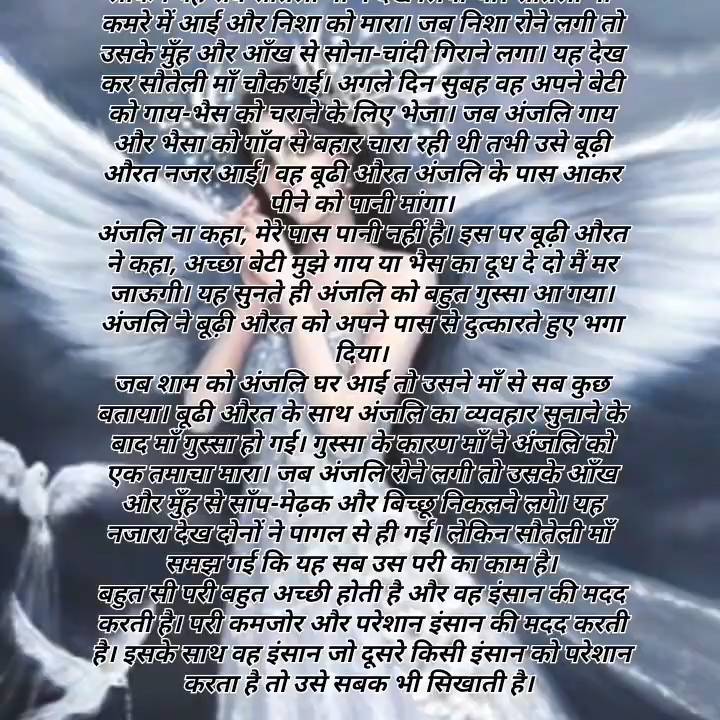 कमरे में आई और निशा को मारा। जब निशा रोने लगी तो
उसके मुँह और आँख से सोना-चांदी गिराने लगा। यह देख
कर सौतेली माँ चौक गई। अगले दिन सुबह वह अपने बेटी
को गाय-भैस को चराने के लिए भेजा। जब अंजलि गाय
और भैसा को गाँव से बहार चारा रही थी तभी उसे बूढ़ी
औरत नजर आई। वह बूढी औरत अंजलि के पास आकर
पीने को पानी मांगा।
अंजलि ना कहा, मेरे पास पानी नहीं है। इस पर बूढ़ी औरत
ने कहा, अच्छा बेटी मुझे गाय या भैस का दूध दे दो मैं मर
जाऊगी। यह सुनते ही अंजलि को बहुत गुस्सा आ गया।
अंजलि ने बूढ़ी औरत को अपने पास से दुत्कारते हुए भगा
दिया।
जब शाम को अंजलि घर आई तो उसने माँ से सब कुछ
बताया। बूढी औरत के साथ अंजलि का व्यवहार सुनाने के
बाद माँ गुस्सा हो गई। गुस्सा के कारण माँ ने अंजलि को
एक तमाचा मारा। जब अंजलि रोने लगी तो उसके आँख
और मुँह से साँप-मेढ़क और बिच्छू निकलने लगे। यह
नजारा देख दोनों ने पागल से ही गई। लेकिन सौतेली माँ
समझ गई कि यह सब उस परी का काम है।
बहुत सी परी बहुत अच्छी होती है और वह इंसान की मदद
करती है। परी कमजोर और परेशान इंसान की मदद करती
है। इसके साथ वह इंसान जो दूसरे किसी इंसान को परेशान
करता है तो उसे सबक भी सिखाती है।